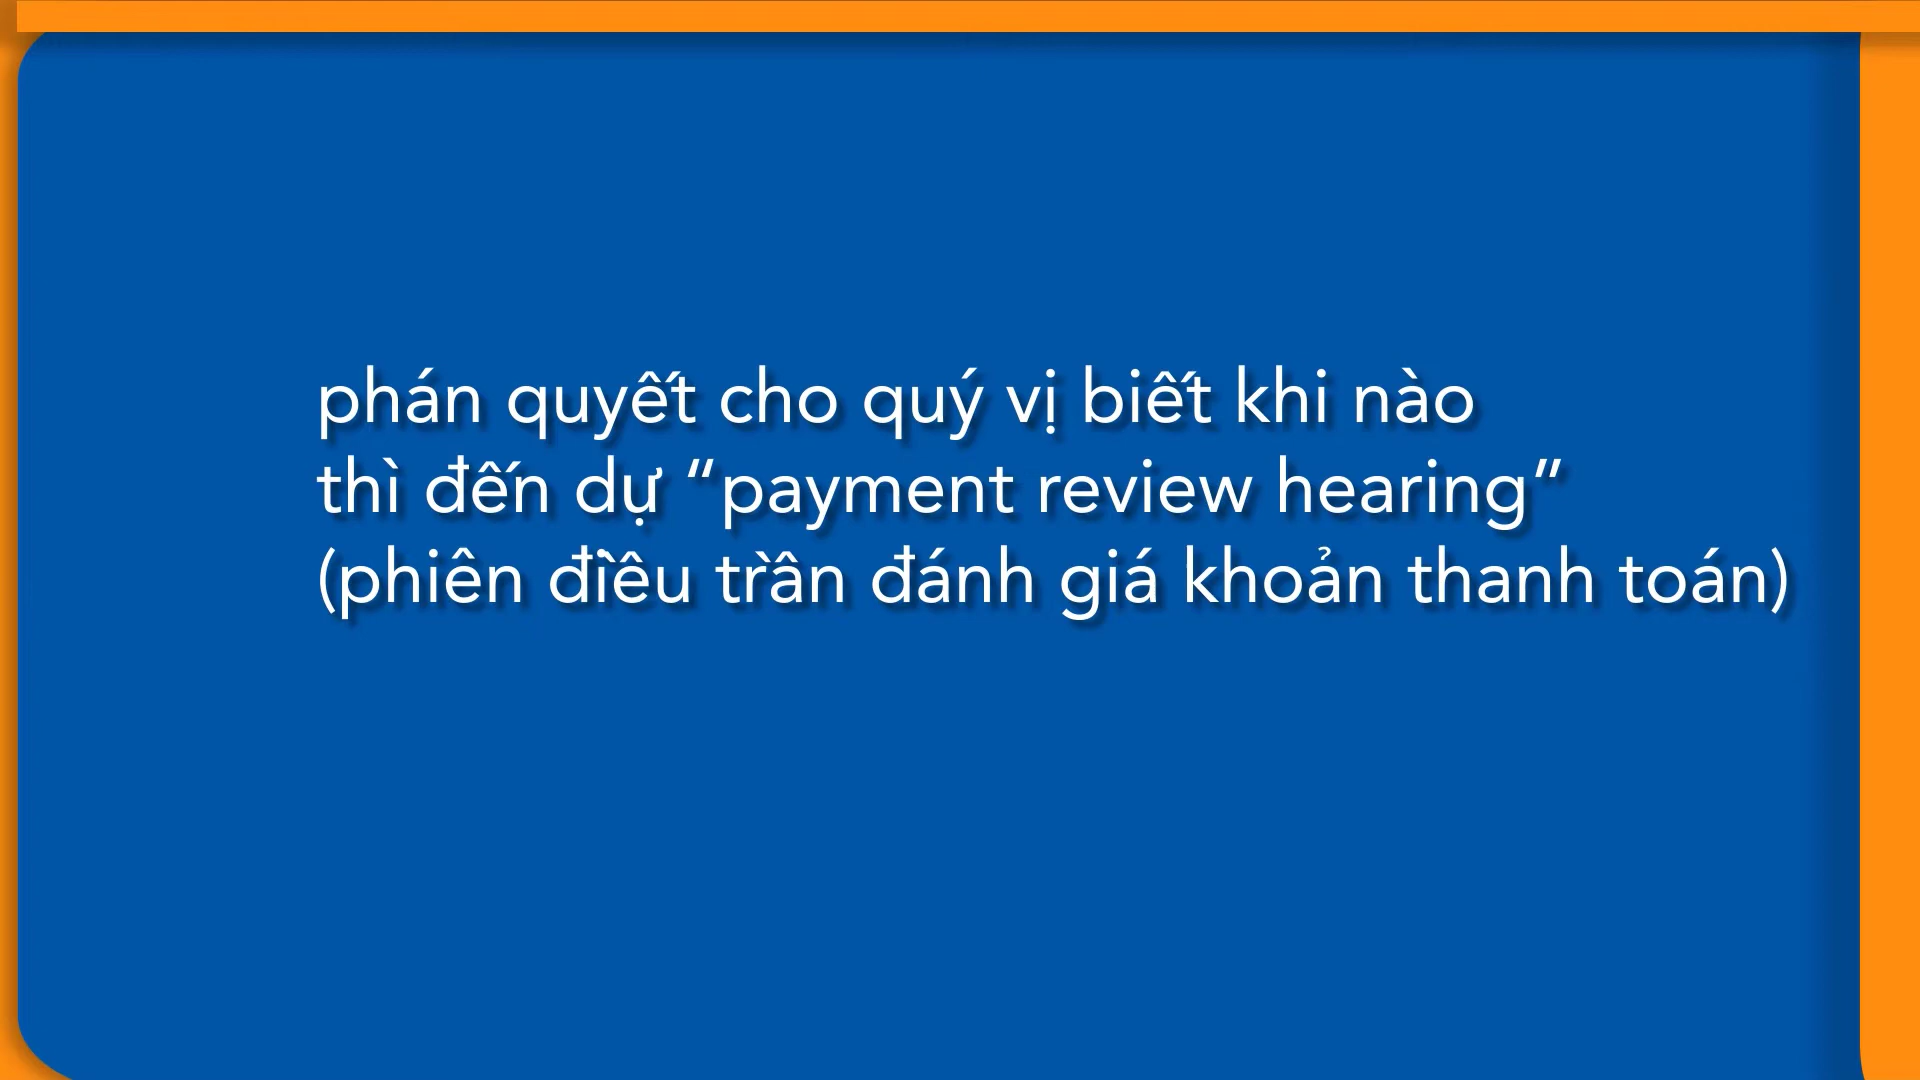 phán quyết cho quý vị biết khi nào
thì đến dự “payment review hearing”
(phiên điều trần đánh giá khoản thanh toán)